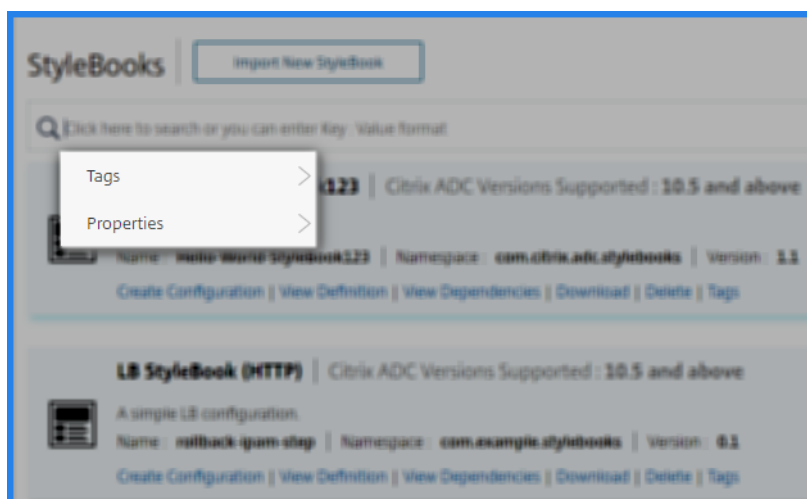 StyleBooks Import New StyleBook
Click here to search or you can enter Key : Value format
Tags
Properties
k123 | Citrix ADC Versions Supported : 10.5 and above
Name : Hello-World-StyleBook123 | Namespace : com.citrix.adc.stylebooks | Version : 1.1
Create Configuration | View Definition | View Dependencies | Download | Delete | Tags
LB StyleBook (HTTP) | Citrix ADC Versions Supported : 10.5 and above
A simple LB configuration.
Name : rollback-ipam-step | Namespace : com.example.stylebooks | Version : 0.1
Create Configuration | View Definition | View Dependencies | Download | Delete | Tags